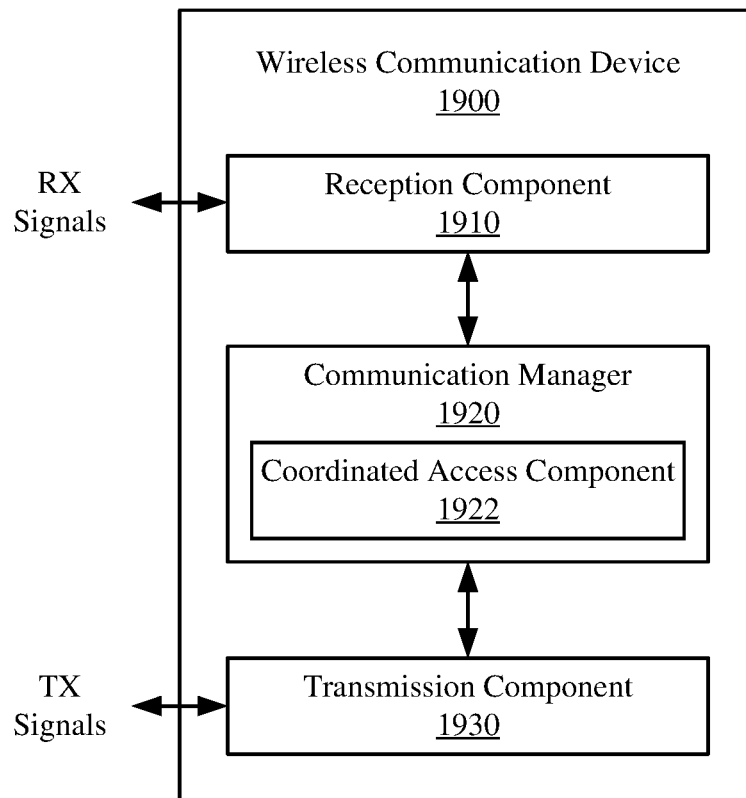 Wireless Communication Device
1900
RX
Signals
Reception Component
1910
Communication Manager
1920
Coordinated Access Component
1922
TX
Signals
Transmission Component
1930